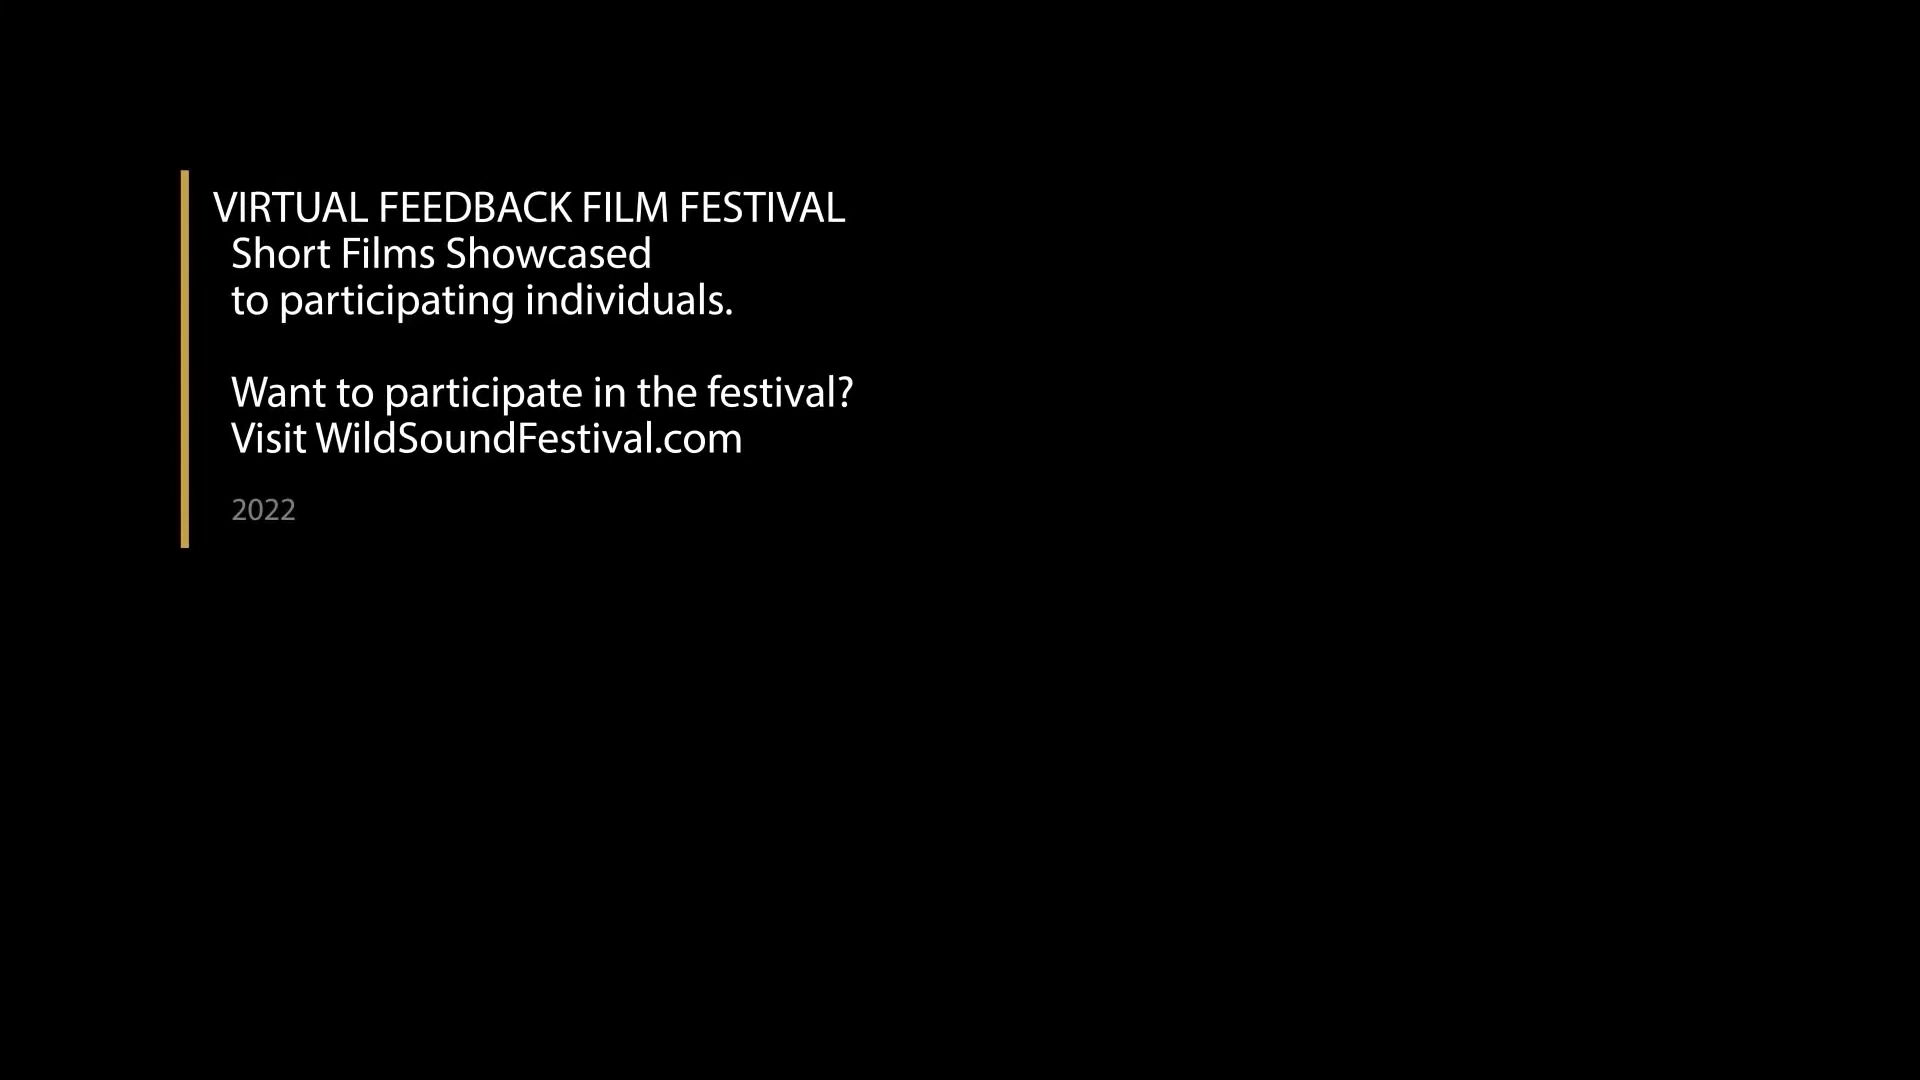 VIRTUAL FEEDBACK FILM FESTIVAL
Short Films Showcased
to participating individuals.
Want to participate in the festival?
Visit WildSoundFestival.com
2022